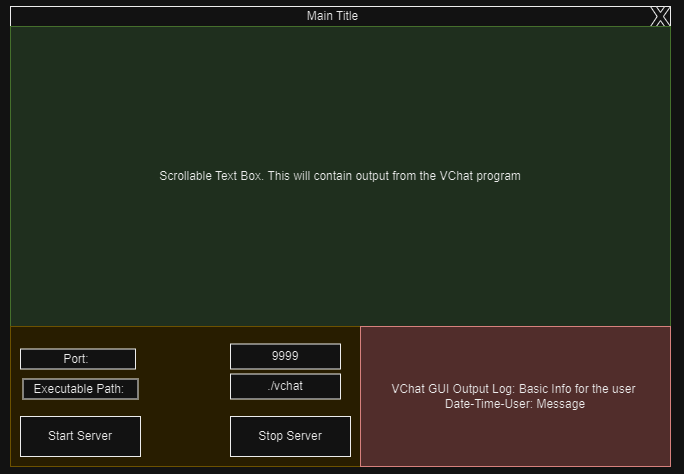 Main Title
Scrollable Text Box. This will contain output from the VChat program
Port:
9999
Executable Path:
./vchat
Start Server
Stop Server
VChat GUI Output Log: Basic Info for the user
Date-Time-User: Message